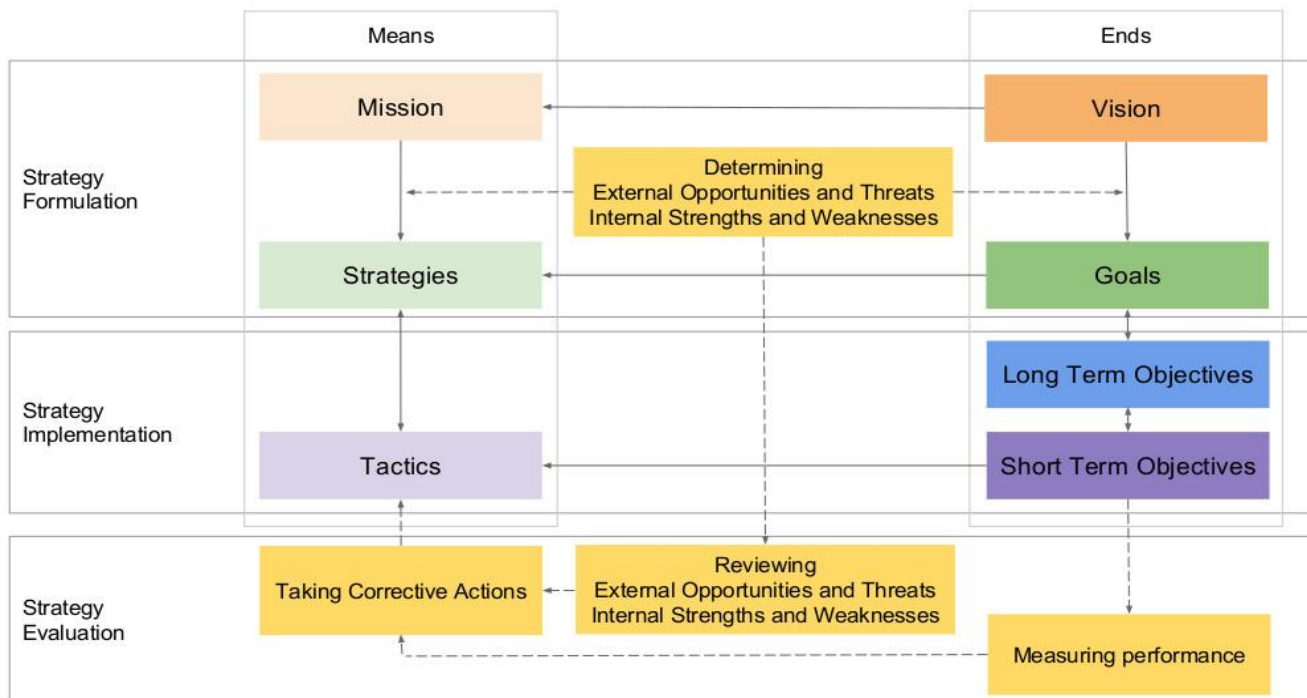 Means
Ends
Mission
Vision
Strategy
Formulation
Determining
External Opportunities and Threats
Internal Strengths and Weaknesses
Strategies
Goals
Long Term Objectives
Strategy
Implementation
Tactics
Short Term Objectives
Reviewing
External Opportunities and Threats
Internal Strengths and Weaknesses
Taking Corrective Actions
Strategy
Evaluation
Measuring performance